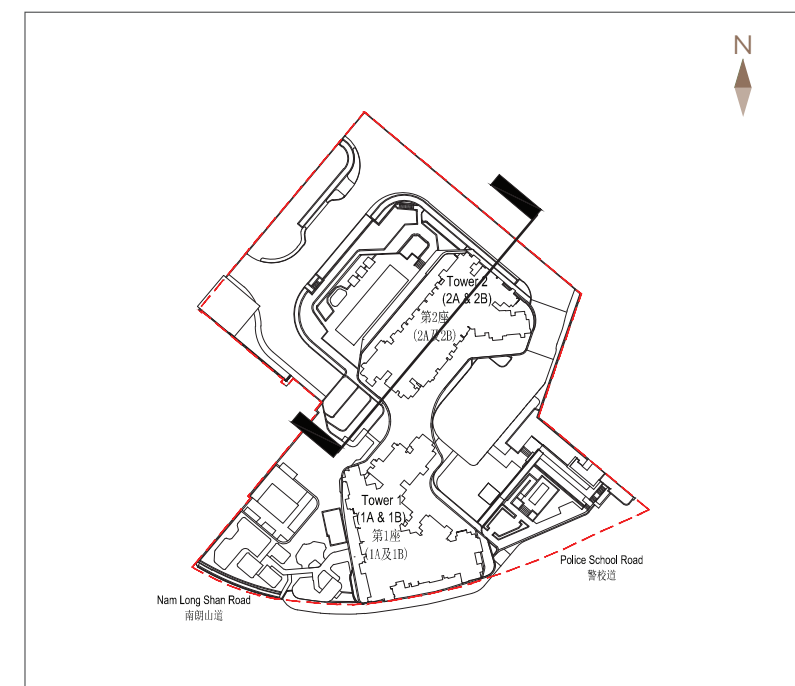 N
Tower 2
(2A & 2B)
第2座
(2A及2B)
Tower 1
(1A & 1B)
第1座
(1A及1B)
Police School Road
警校道
Nam Long Shan Road
南朗山道